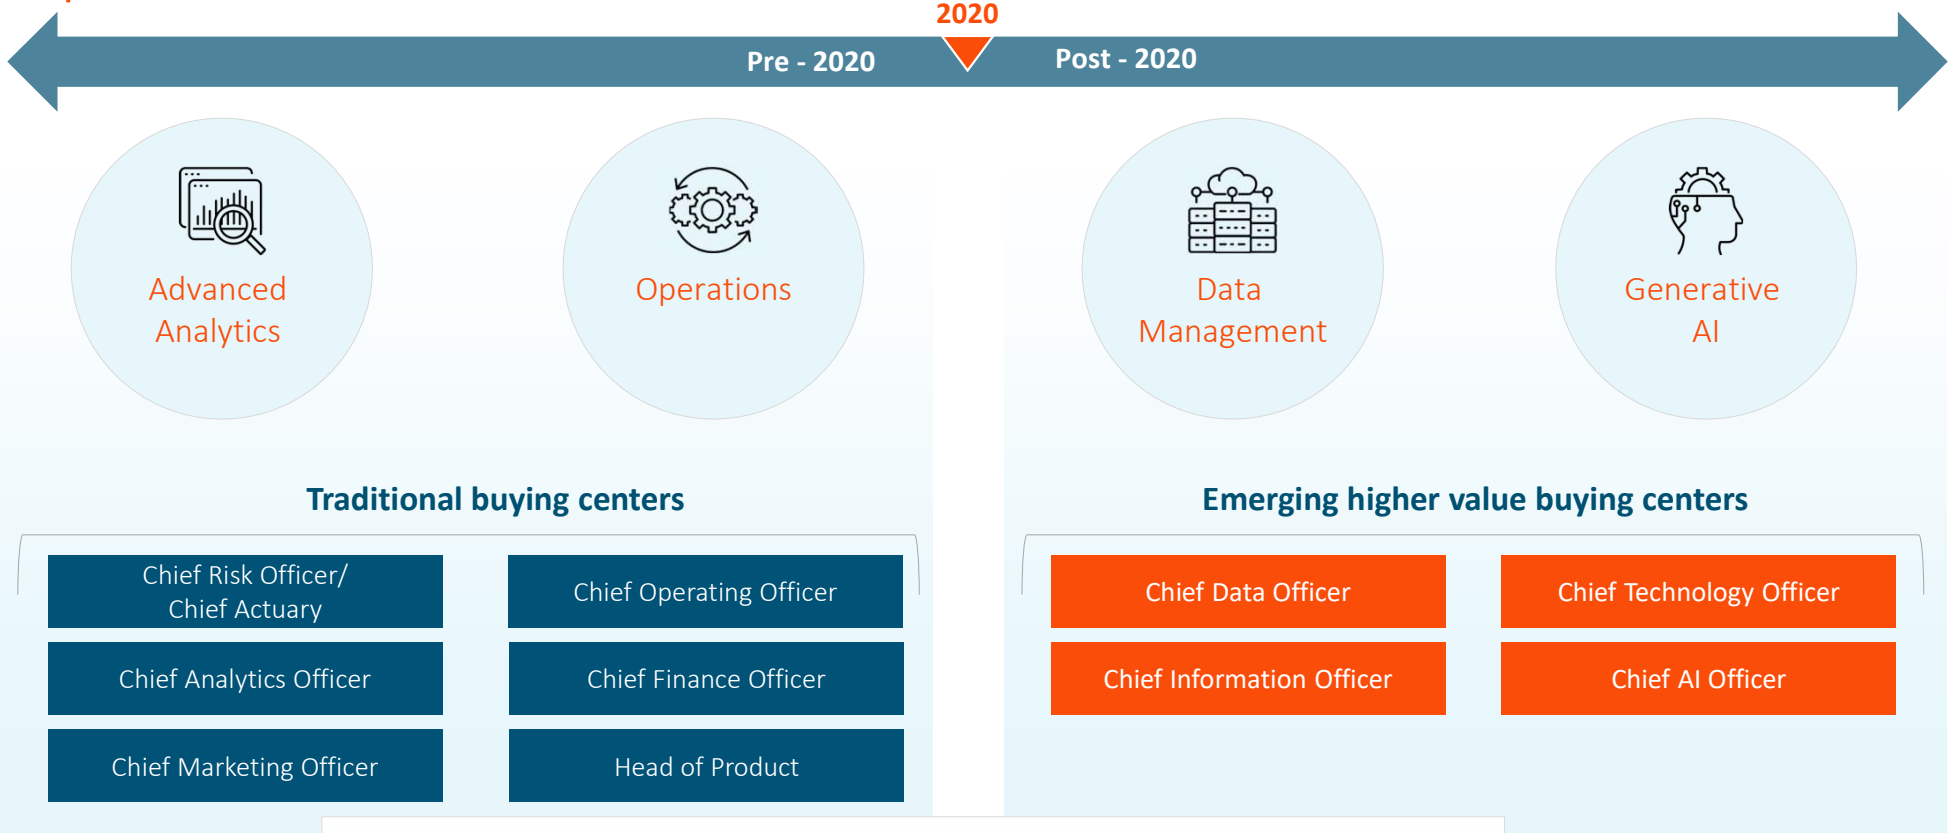 2020
Pre - 2020
Post - 2020
Advanced
Analytics
Operations
Data
Management
Generative
AI
Traditional buying centers
Chief Risk Officer/
Chief Actuary
Chief Operating Officer
Chief Analytics Officer
Chief Finance Officer
Chief Marketing Officer
Head of Product
Emerging higher value buying centers
Chief Data Officer
Chief Technology Officer
Chief Information Officer
Chief AI Officer